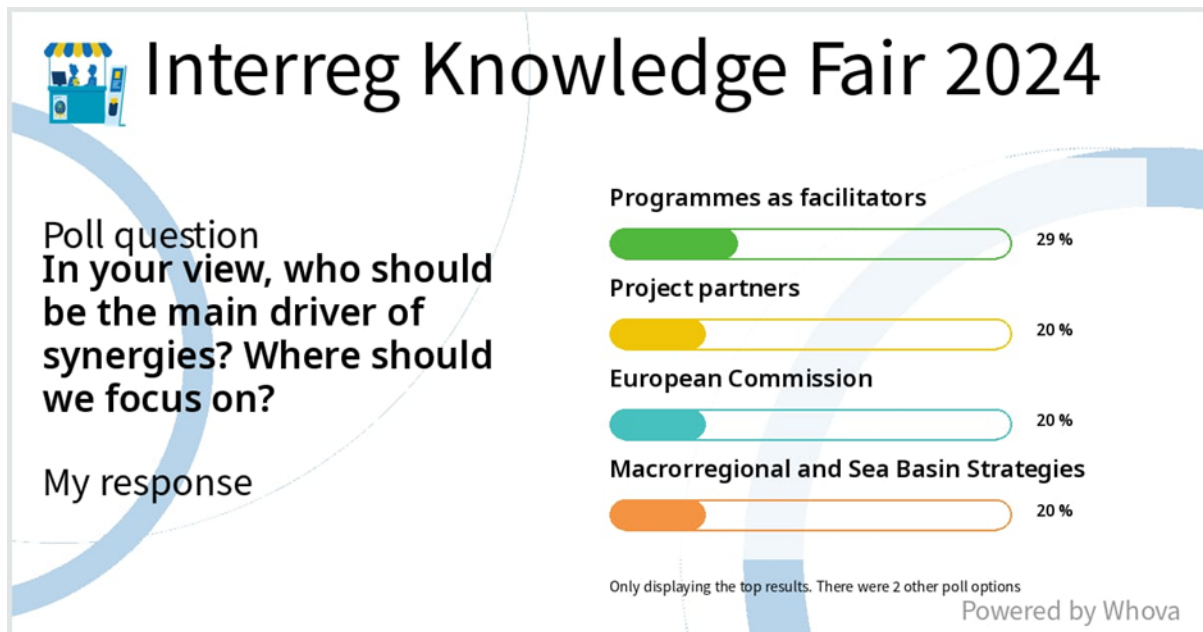 Interreg Knowledge Fair 2024
Poll question
In your view, who should
be the main driver of
synergies? Where should
we focus on?
My response
Programmes as facilitators
29 %
Project partners
20 %
European Commission
20 %
Macrorregional and Sea Basin Strategies
20 %
Only displaying the top results. There were 2 other poll options
Powered by Whova